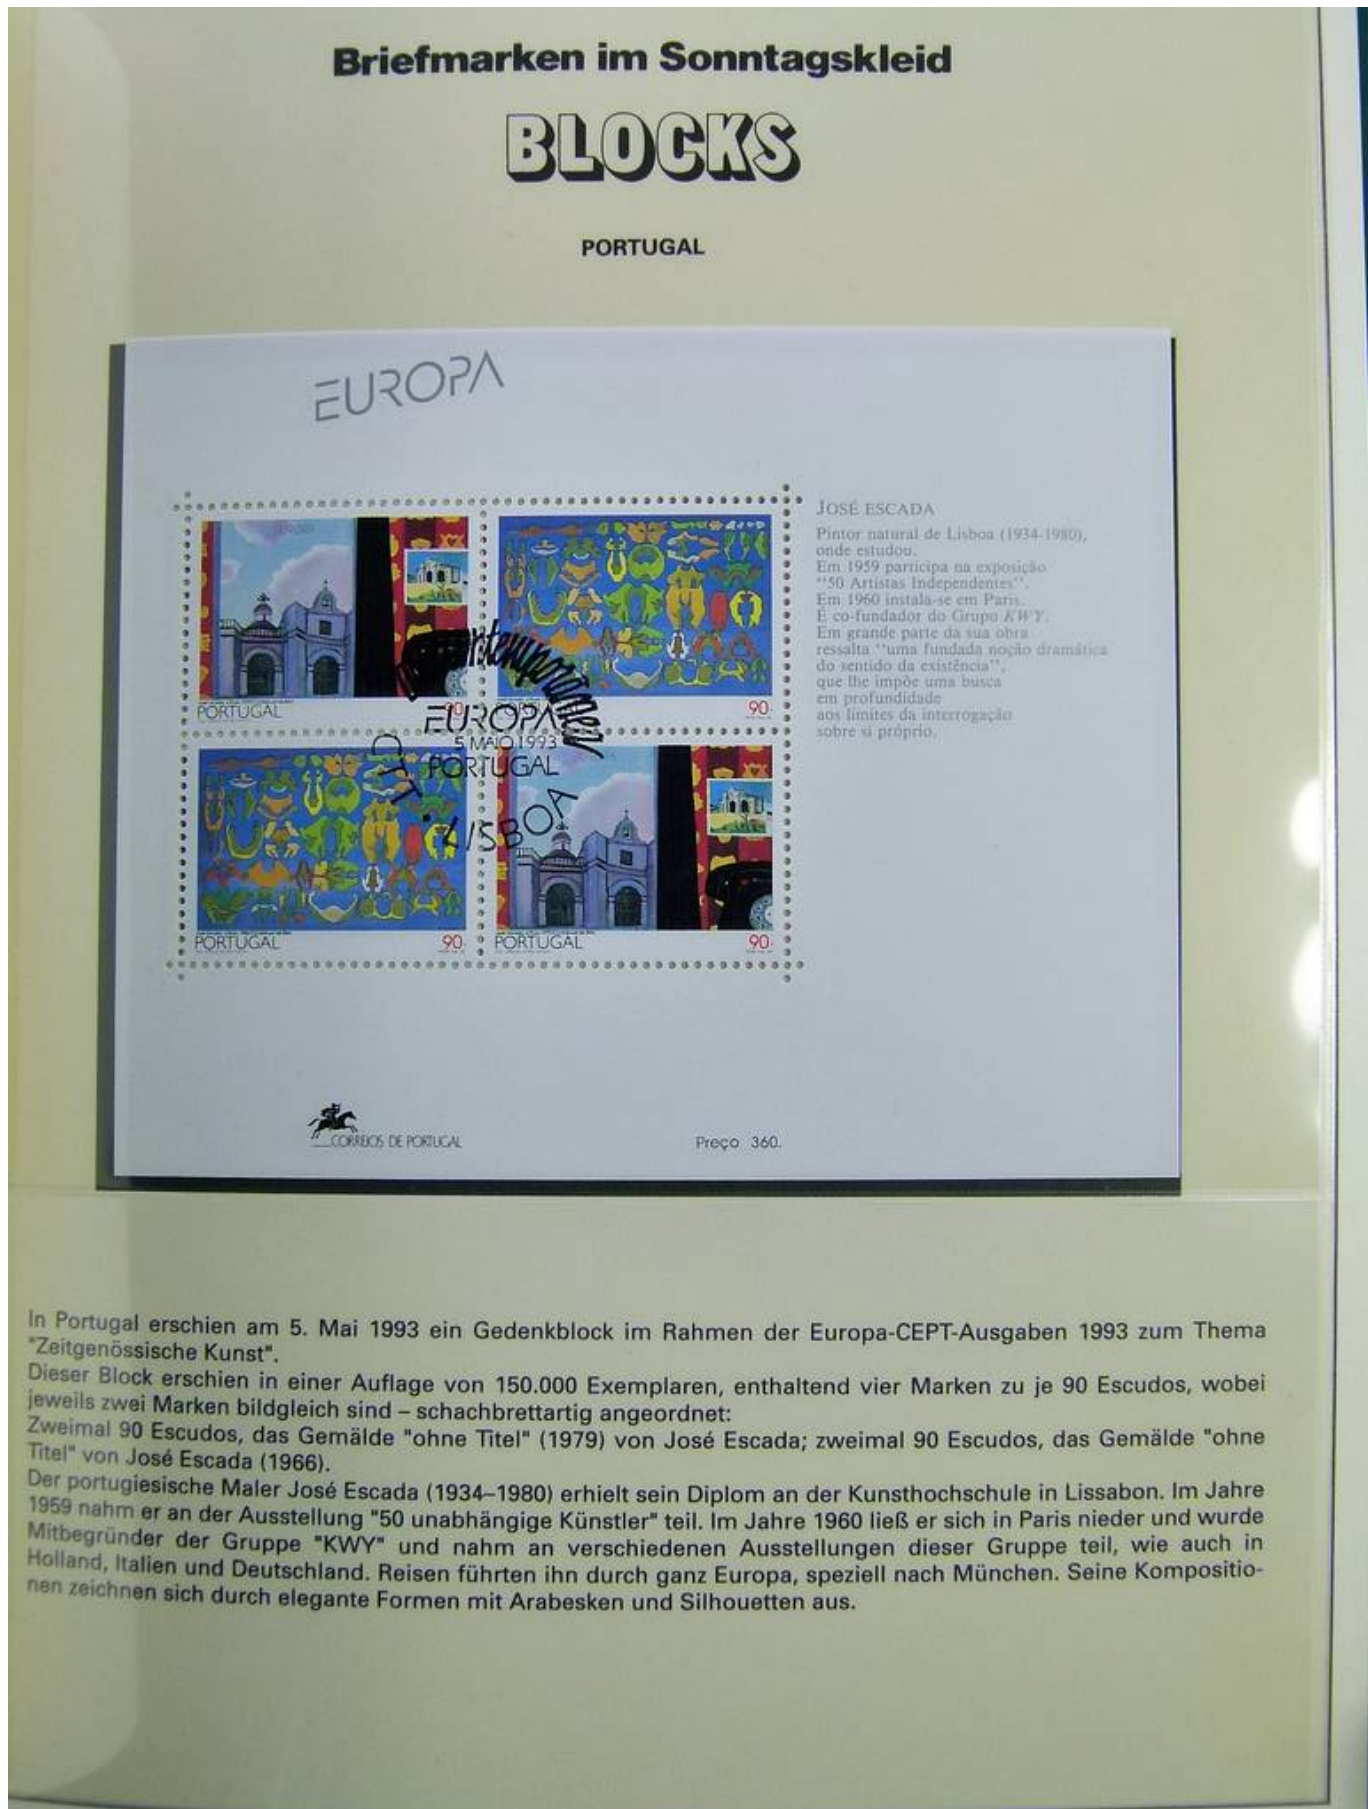 Briefmarken im Sonntagskleid
BLOCKS
PORTUGAL
EUROPA
JOSÉ ESCADA
Pintor natural de Lisboa (1934-1980),
onde estudou.
Em 1959 participa na exposição
"50 Artistas Independentes".
Em 1960 instala-se em Paris.
É co-fundador do Grupo KWY.
Em grande parte da sua obra
ressalta "uma fundada noção dramática
do sentido da existência",
que lhe impõe uma busca
em profundidade
aos limites da interrogação
sobre si próprio.
PORTUGAL 90.
PORTUGAL 90.
EUROPA
5 MAIO 1993
PORTUGAL
CTT · LISBOA
PORTUGAL 90.
PORTUGAL 90.
CORREIOS DE PORTUGAL
Preço 360.
In Portugal erschien am 5. Mai 1993 ein Gedenkblock im Rahmen der Europa-CEPT-Ausgaben 1993 zum Thema
"Zeitgenössische Kunst".
Dieser Block erschien in einer Auflage von 150.000 Exemplaren, enthaltend vier Marken zu je 90 Escudos, wobei
jeweils zwei Marken bildgleich sind – schachbrettartig angeordnet:
Zweimal 90 Escudos, das Gemälde "ohne Titel" (1979) von José Escada; zweimal 90 Escudos, das Gemälde "ohne
Titel" von José Escada (1966).
Der portugiesische Maler José Escada (1934–1980) erhielt sein Diplom an der Kunsthochschule in Lissabon. Im Jahre
1959 nahm er an der Ausstellung "50 unabhängige Künstler" teil. Im Jahre 1960 ließ er sich in Paris nieder und wurde
Mitbegründer der Gruppe "KWY" und nahm an verschiedenen Ausstellungen dieser Gruppe teil, wie auch in
Holland, Italien und Deutschland. Reisen führten ihn durch ganz Europa, speziell nach München. Seine Kompositio-
nen zeichnen sich durch elegante Formen mit Arabesken und Silhouetten aus.